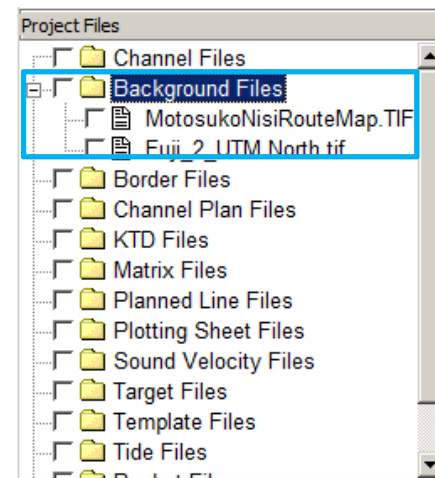 Project Files
Channel Files
Background Files
MotosukoNisiRouteMap.TIF
Fuji_2_UTM North.tif
Border Files
Channel Plan Files
KTD Files
Matrix Files
Planned Line Files
Plotting Sheet Files
Sound Velocity Files
Target Files
Template Files
Tide Files